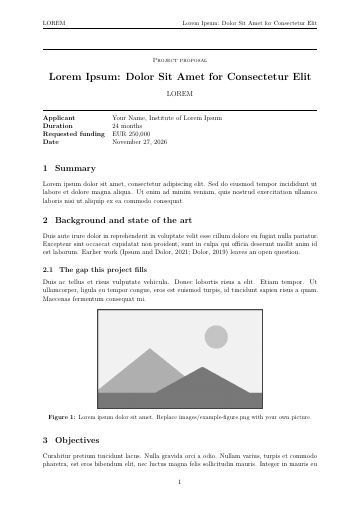 LOREM Lorem Ipsum: Dolor Sit Amet for Consectetur Elit
Project proposal
Lorem Ipsum: Dolor Sit Amet for Consectetur Elit
LOREM
Applicant Your Name, Institute of Lorem Ipsum
Duration 24 months
Requested funding EUR 250,000
Date November 27, 2026
1 Summary
Lorem ipsum dolor sit amet, consectetur adipiscing elit. Sed do eiusmod tempor incididunt ut
labore et dolore magna aliqua. Ut enim ad minim veniam, quis nostrud exercitation ullamco
laboris nisi ut aliquip ex ea commodo consequat.
2 Background and state of the art
Duis aute irure dolor in reprehenderit in voluptate velit esse cillum dolore eu fugiat nulla pariatur.
Excepteur sint occaecat cupidatat non proident, sunt in culpa qui officia deserunt mollit anim id
est laborum. Earlier work (Ipsum and Dolor, 2021; Dolor, 2019) leaves an open question.
2.1 The gap this project fills
Duis ac tellus et risus vulputate vehicula. Donec lobortis risus a elit. Etiam tempor. Ut
ullamcorper, ligula eu tempor congue, eros est euismod turpis, id tincidunt sapien risus a quam.
Maecenas fermentum consequat mi.
Figure 1: Lorem ipsum dolor sit amet. Replace images/example-figure.png with your own picture.
3 Objectives
Curabitur pretium tincidunt lacus. Nulla gravida orci a odio. Nullam varius, turpis et commodo
pharetra, est eros bibendum elit, nec luctus magna felis sollicitudin mauris. Integer in mauris eu
1